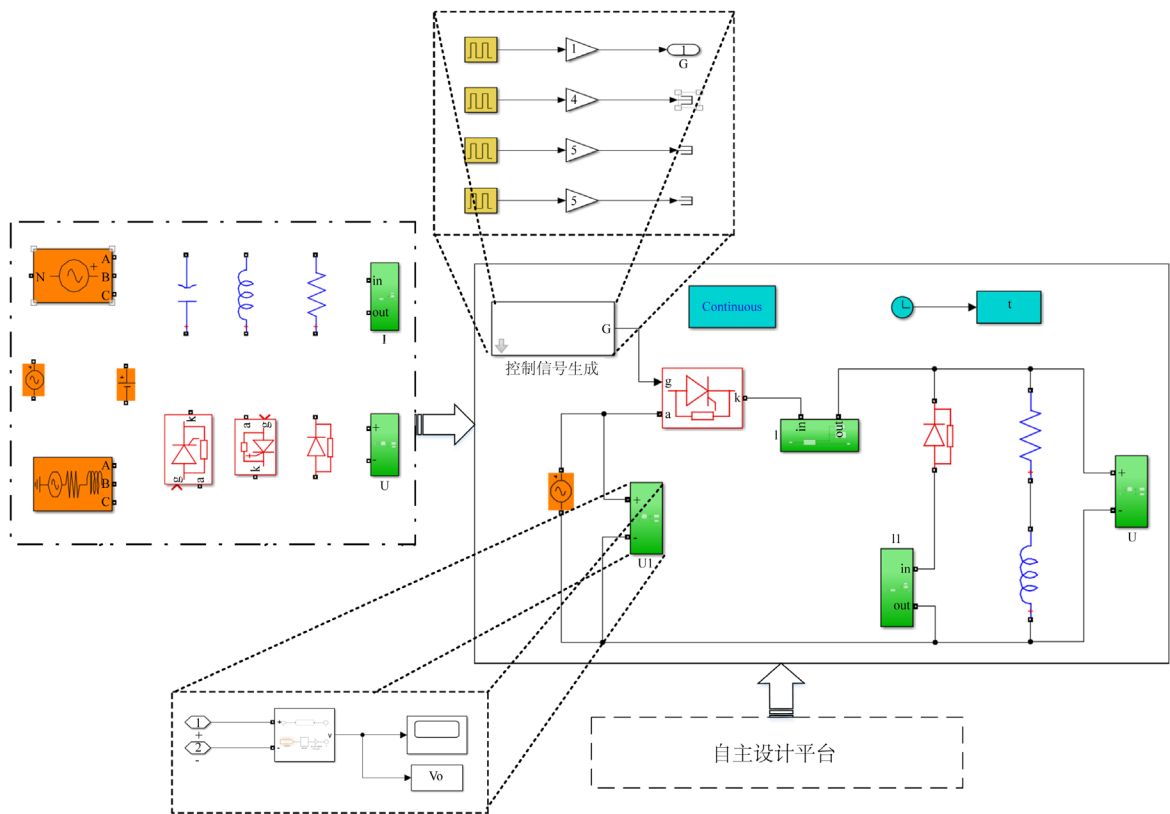 1
1
G
4
5
5
N
+
A
B
C
in
out
I
k
g
a
a
g
k
+
-
U
A
B
C
G
控制信号生成
Continuous
t
g
a
k
in
out
I
+
-
U1
I1
in
out
+
-
U
1
+
2
-
+
-
v
Vo
自主设计平台